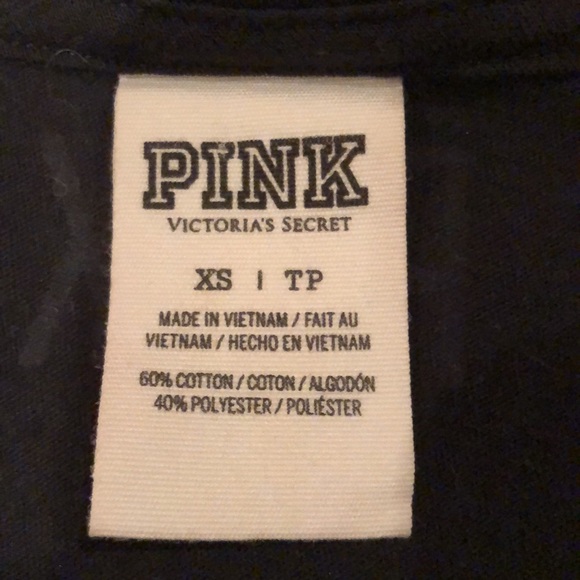 PINK
VICTORIA'S SECRET
XS | TP
MADE IN VIETNAM / FAIT AU
VIETNAM / HECHO EN VIETNAM
60% COTTON / COTON / ALGODÓN
40% POLYESTER / POLIÉSTER